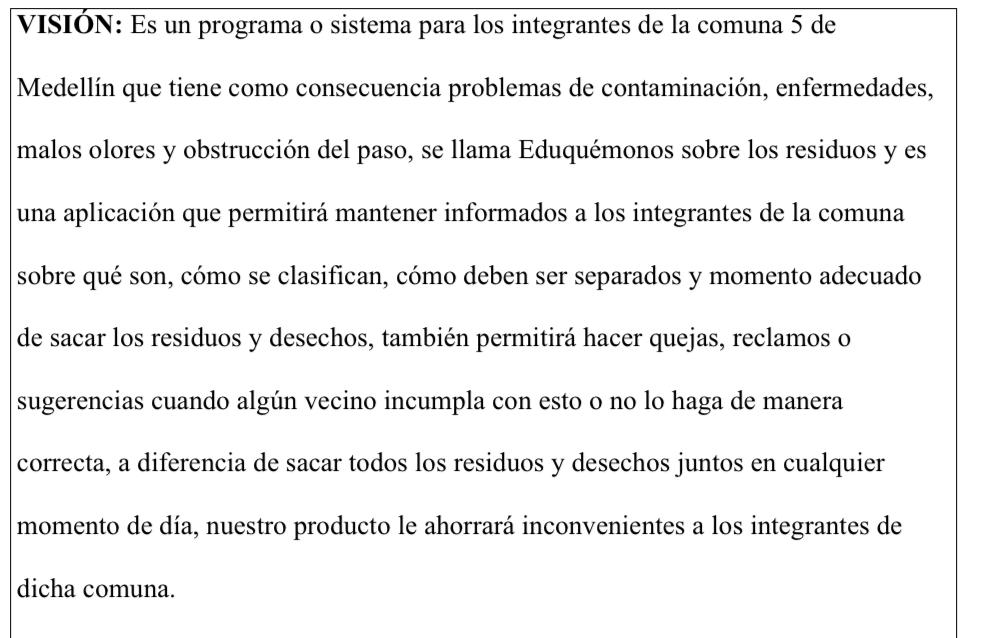 VISIÓN: Es un programa o sistema para los integrantes de la comuna 5 de
Medellín que tiene como consecuencia problemas de contaminación, enfermedades,
malos olores y obstrucción del paso, se llama Eduquémonos sobre los residuos y es
una aplicación que permitirá mantener informados a los integrantes de la comuna
sobre qué son, cómo se clasifican, cómo deben ser separados y momento adecuado
de sacar los residuos y desechos, también permitirá hacer quejas, reclamos o
sugerencias cuando algún vecino incumpla con esto o no lo haga de manera
correcta, a diferencia de sacar todos los residuos y desechos juntos en cualquier
momento de día, nuestro producto le ahorrará inconvenientes a los integrantes de
dicha comuna.